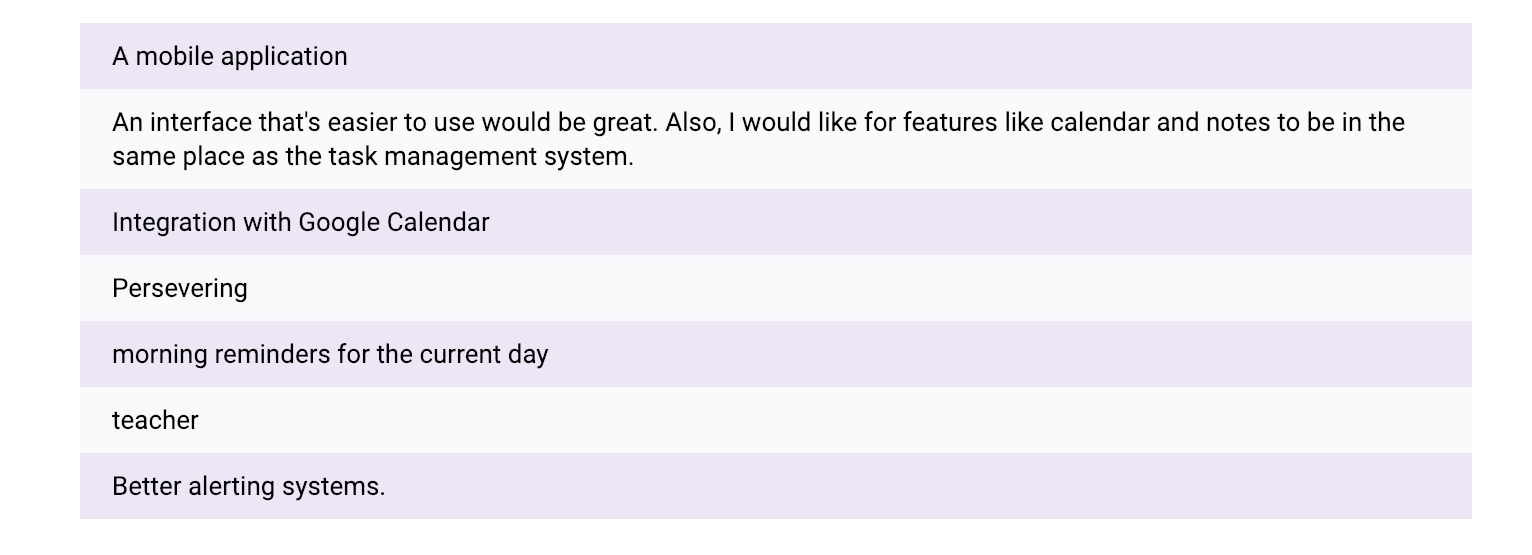 A mobile application
An interface that's easier to use would be great. Also, I would like for features like calendar and notes to be in the
same place as the task management system.
Integration with Google Calendar
Persevering
morning reminders for the current day
teacher
Better alerting systems.